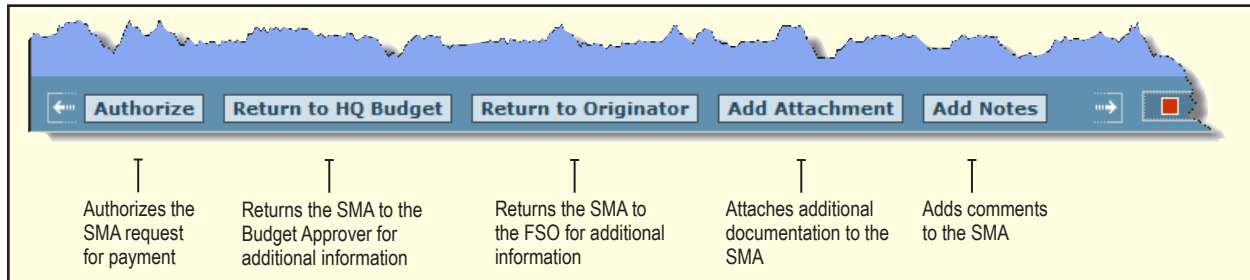 Authorize Return to HQ Budget Return to Originator Add Attachment Add Notes
Authorizes the
SMA request
for payment
Returns the SMA to the
Budget Approver for
additional information
Returns the SMA to
the FSO for additional
information
Attaches additional
documentation to the
SMA
Adds comments
to the SMA